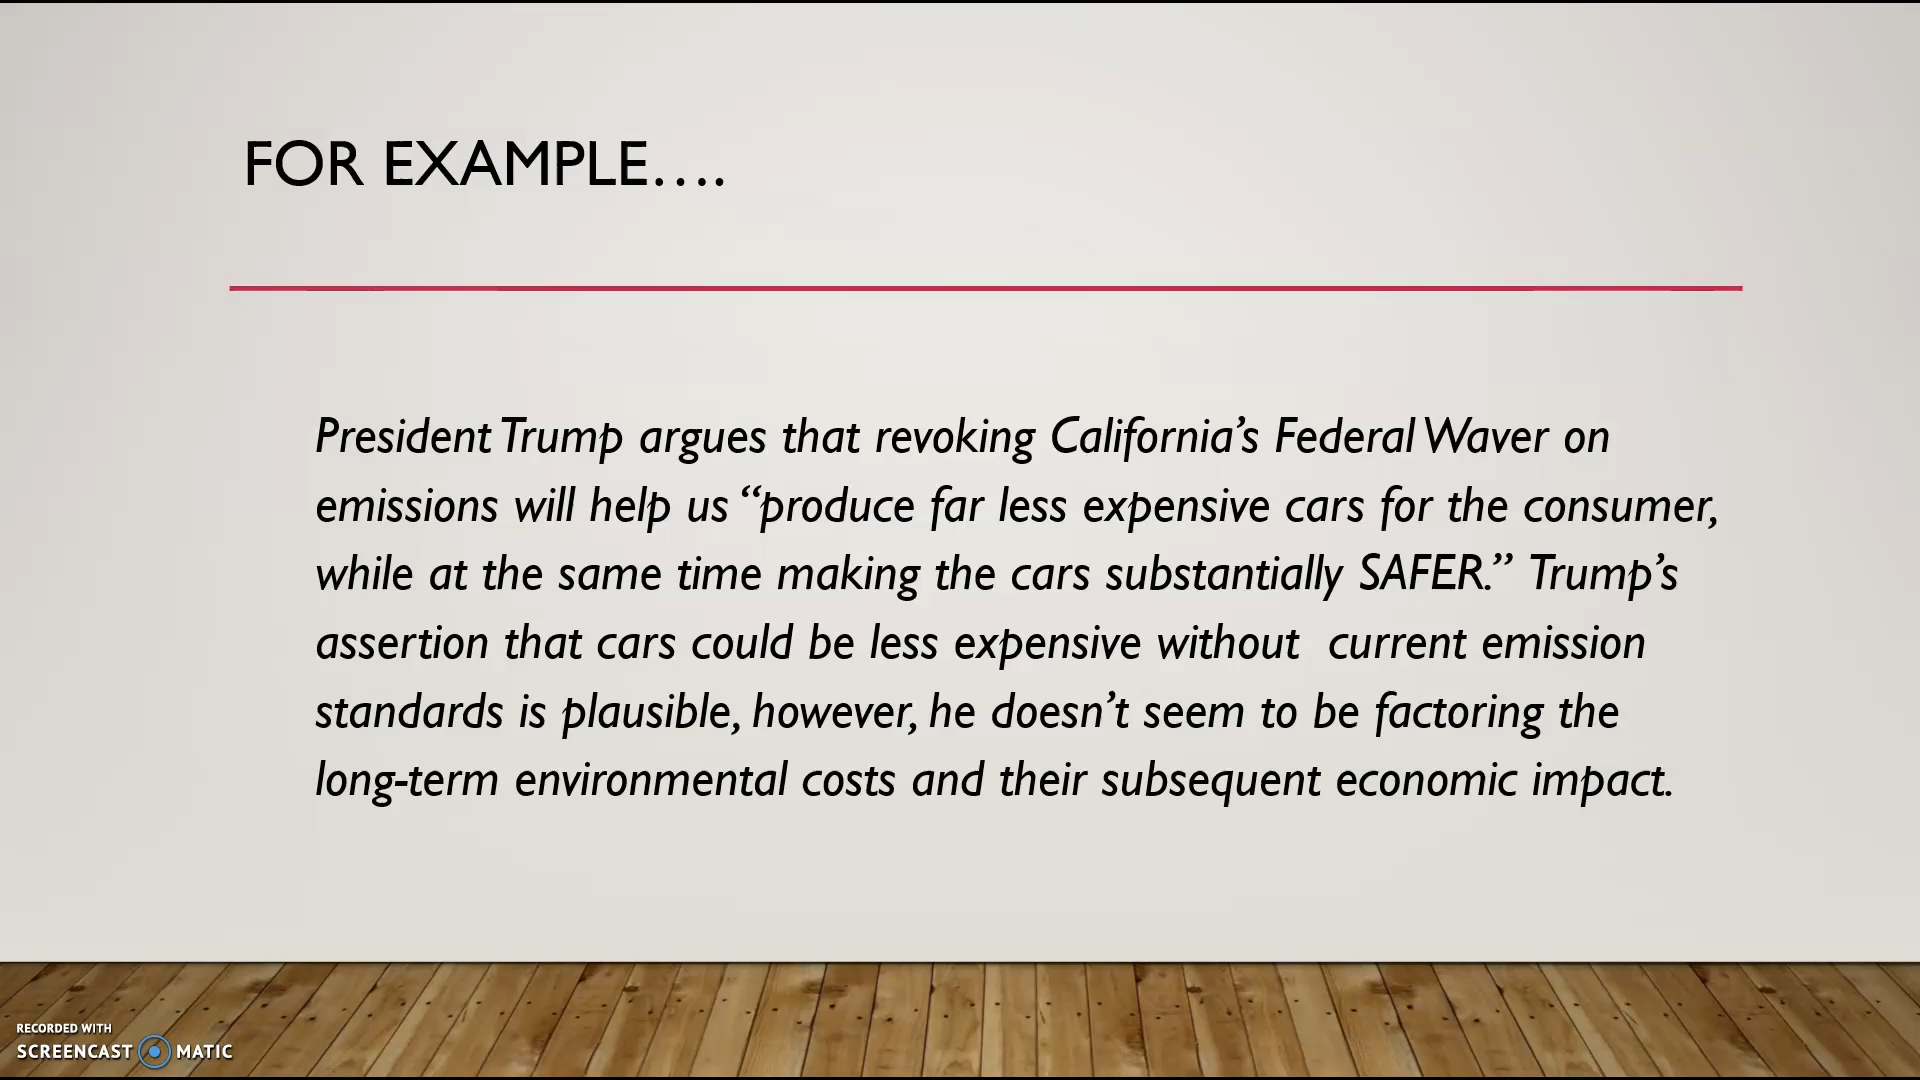 FOR EXAMPLE….
President Trump argues that revoking California’s Federal Waver on
emissions will help us “produce far less expensive cars for the consumer,
while at the same time making the cars substantially SAFER.” Trump’s
assertion that cars could be less expensive without  current emission
standards is plausible, however, he doesn’t seem to be factoring the
long-term environmental costs and their subsequent economic impact.
RECORDED WITH
SCREENCAST MATIC